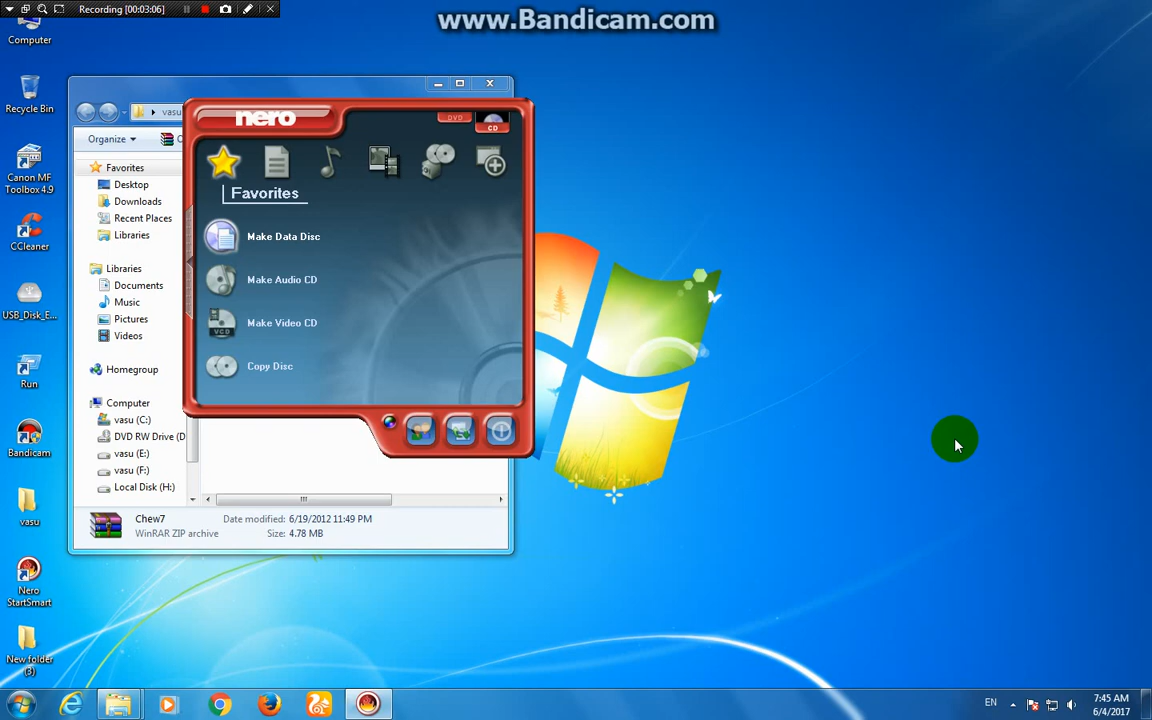 Recording [00:03:06]
www.Bandicam.com
Computer
Recycle Bin
Canon MF
Toolbox 4.9
CCleaner
USB_Disk_E...
Run
Bandicam
vasu
Nero
StartSmart
New folder
(3)
vasu
Organize
Favorites
Desktop
Downloads
Recent Places
Libraries
Libraries
Documents
Music
Pictures
Videos
Homegroup
Computer
vasu (C:)
DVD RW Drive (D
vasu (E:)
vasu (F:)
Local Disk (H:)
Chew7
WinRAR ZIP archive
Date modified: 6/19/2012 11:49 PM
Size: 4.78 MB
nero
DVD
CD
Favorites
Make Data Disc
Make Audio CD
Make Video CD
VCD
Copy Disc
EN
7:45 AM
6/4/2017